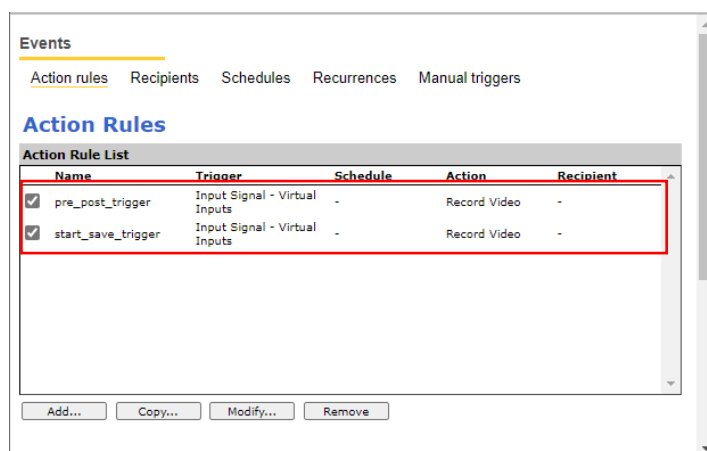 Events
Action rules Recipients Schedules Recurrences Manual triggers
Action Rules
Action Rule List
Name Trigger Schedule Action Recipient
pre_post_trigger Input Signal - Virtual Inputs - Record Video -
start_save_trigger Input Signal - Virtual Inputs - Record Video -
Add... Copy... Modify... Remove